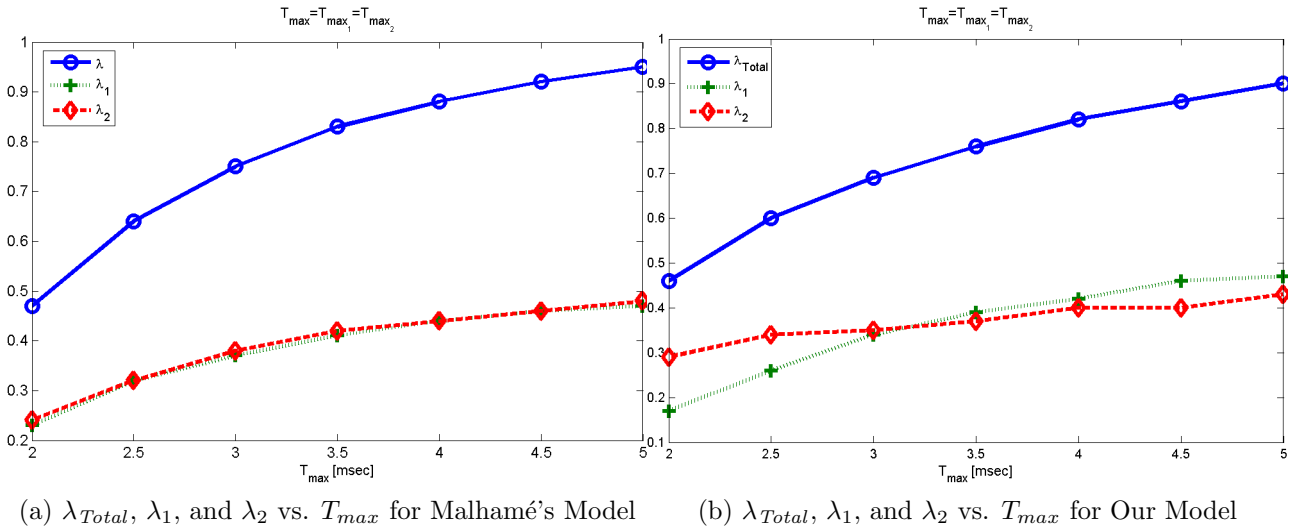 T_max=T_max_1=T_max_2
1
0.9
0.8
0.7
0.6
0.5
0.4
0.3
0.2
λ
λ_1
λ_2
2 2.5 3 3.5 4 4.5 5
T_max [msec]
(a) λ_Total, λ_1, and λ_2 vs. T_max for Malhamé's Model
T_max=T_max_1=T_max_2
1
0.9
0.8
0.7
0.6
0.5
0.4
0.3
0.2
0.1
λ_Total
λ_1
λ_2
2 2.5 3 3.5 4 4.5 5
T_max [msec]
(b) λ_Total, λ_1, and λ_2 vs. T_max for Our Model